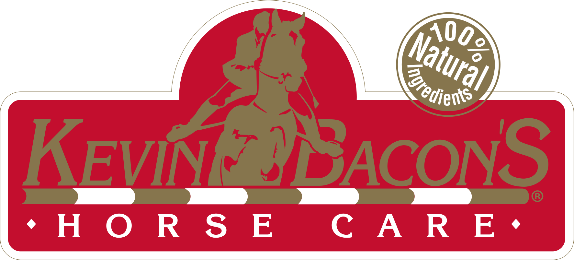 100%
Natural
Ingredients
KEVIN BACON'S
®
HORSE CARE